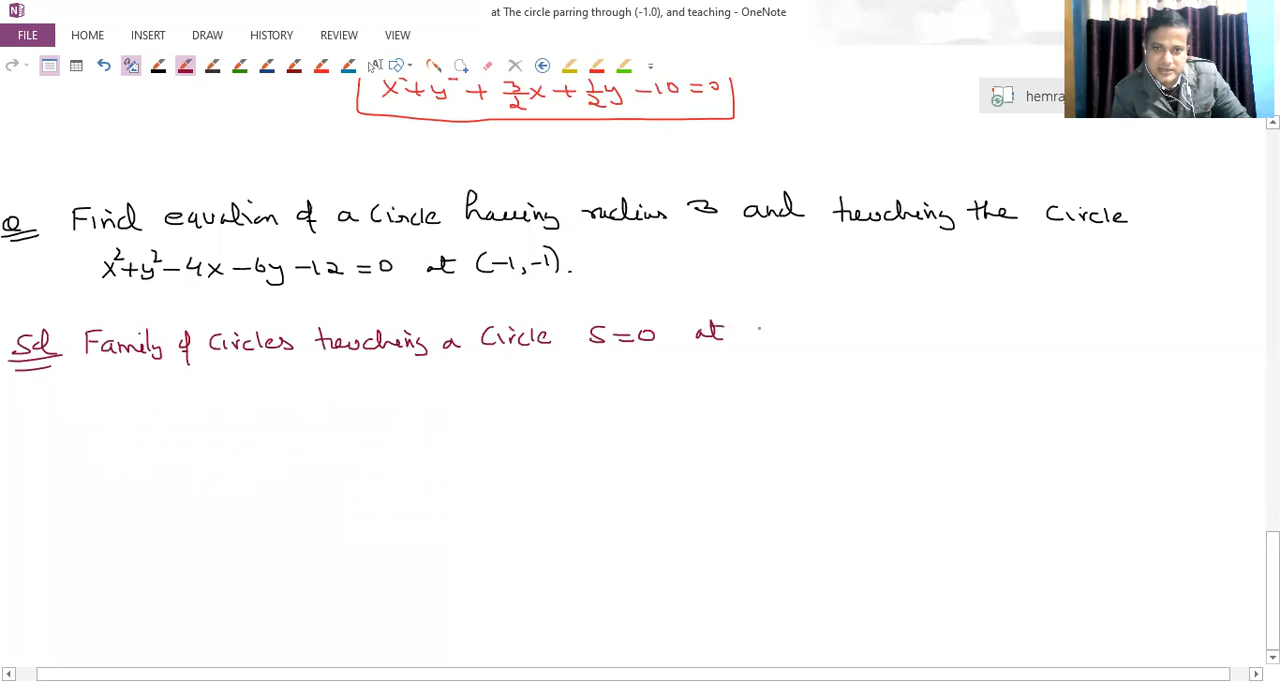 at The circle parring through (-1.0), and teaching - OneNote
FILE HOME INSERT DRAW HISTORY REVIEW VIEW
x²+y² + 3/2x + 1/2y - 10 = 0
hemra
Q Find equation of a circle having radius 3 and touching the circle
x²+y²-4x-6y-12=0 at (-1,-1).
Sol Family of circles touching a circle S=0 at